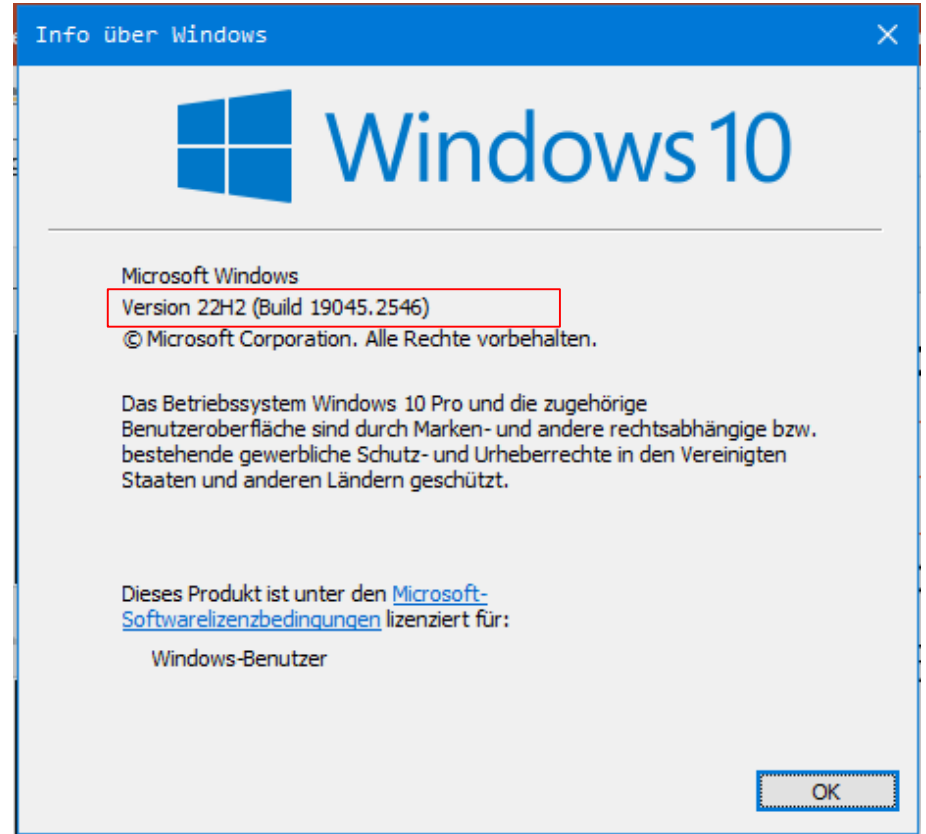 Info über Windows
Windows 10
Microsoft Windows
Version 22H2 (Build 19045.2546)
© Microsoft Corporation. Alle Rechte vorbehalten.
Das Betriebssystem Windows 10 Pro und die zugehörige
Benutzeroberfläche sind durch Marken- und andere rechtsabhängige bzw.
bestehende gewerbliche Schutz- und Urheberrechte in den Vereinigten
Staaten und anderen Ländern geschützt.
Dieses Produkt ist unter den Microsoft-
Softwarelizenzbedingungen lizenziert für:
Windows-Benutzer
OK